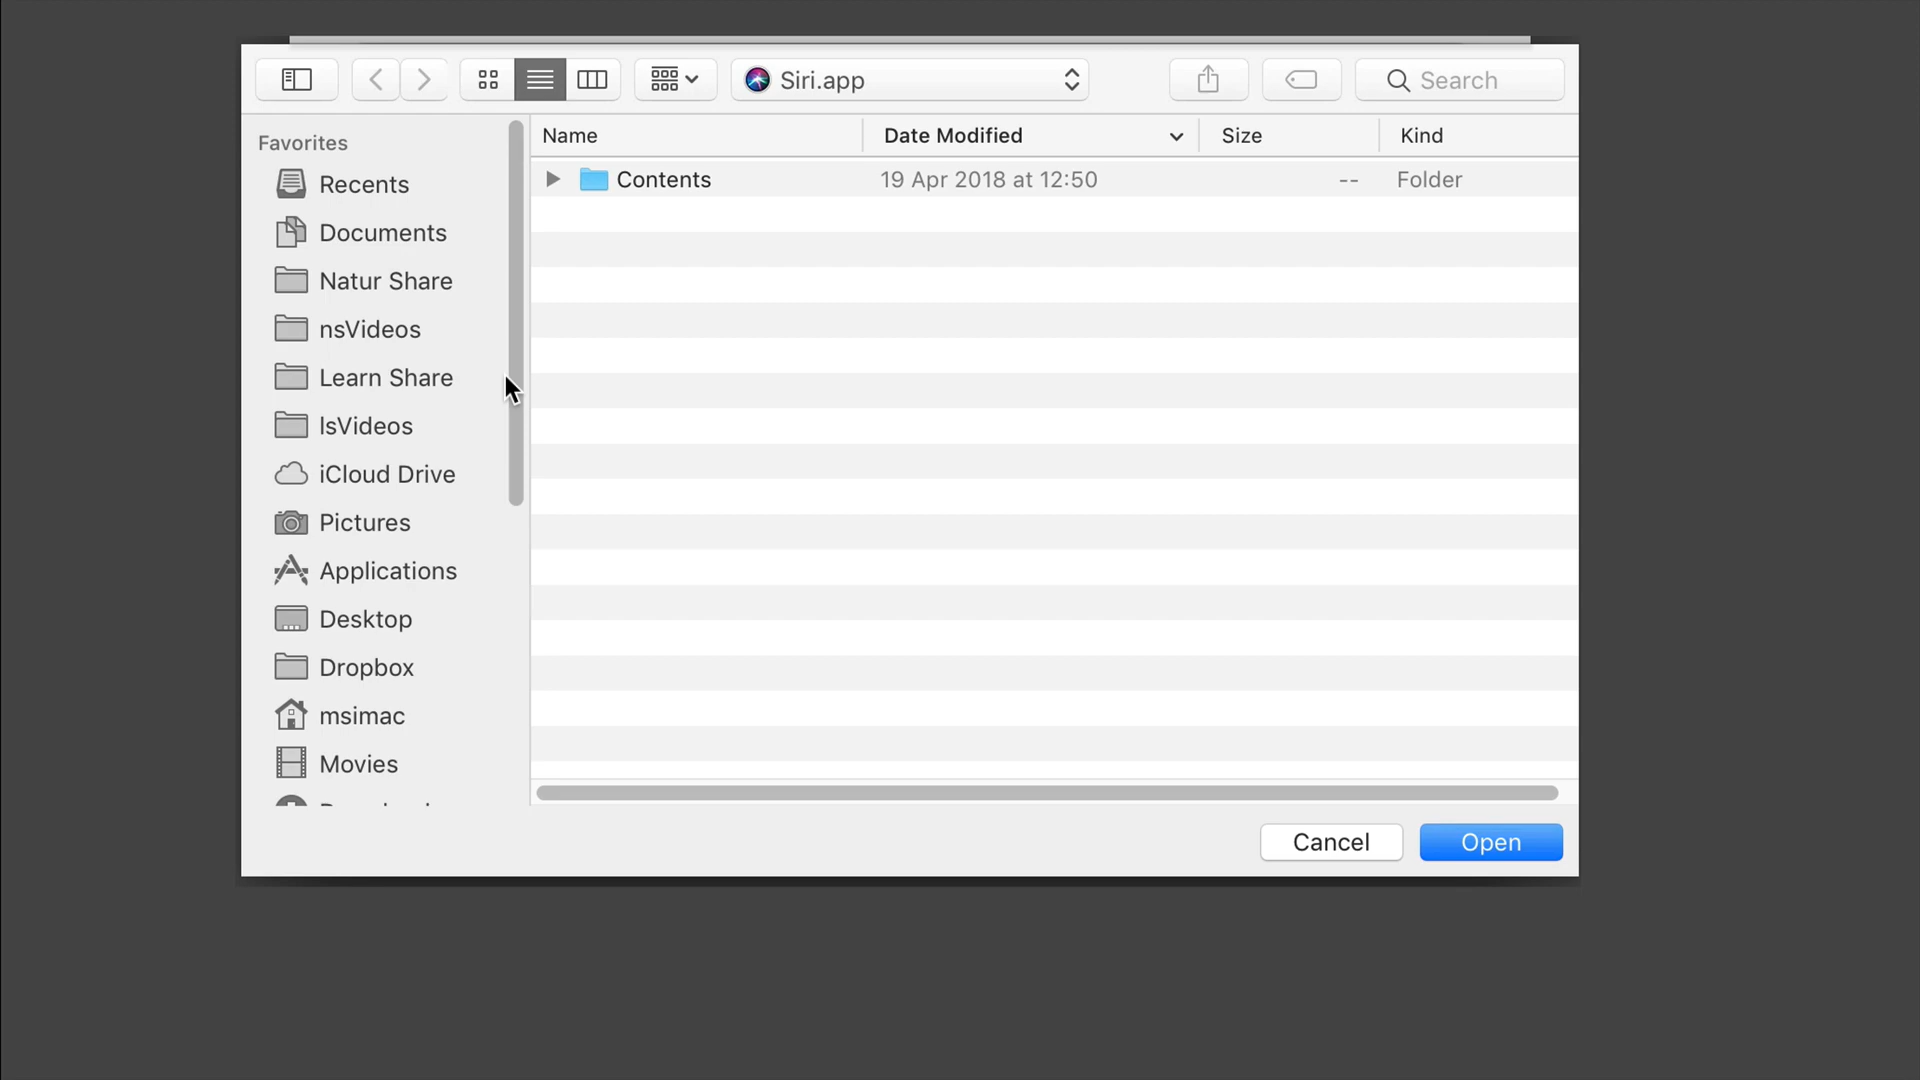 Siri.app
Search
Favorites
Recents
Documents
Natur Share
nsVideos
Learn Share
lsVideos
iCloud Drive
Pictures
Applications
Desktop
Dropbox
msimac
Movies
Name Date Modified Size Kind
Contents 19 Apr 2018 at 12:50 -- Folder
Cancel Open